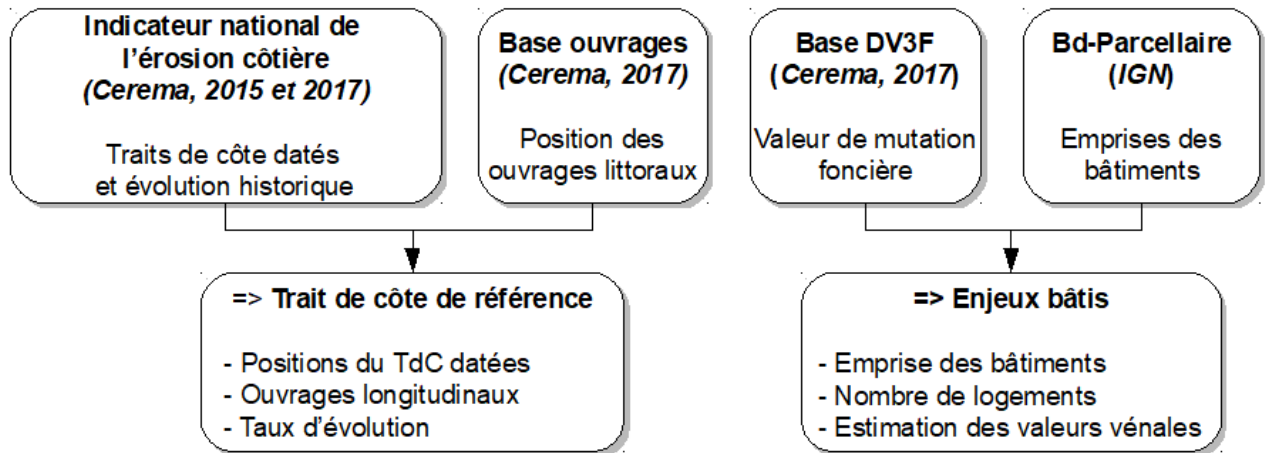 Indicateur national de
l'érosion côtière
(Cerema, 2015 et 2017)
Traits de côte datés
et évolution historique
Base ouvrages
(Cerema, 2017)
Position des
ouvrages littoraux
Base DV3F
(Cerema, 2017)
Valeur de mutation
foncière
Bd-Parcellaire
(IGN)
Emprises des
bâtiments
=> Trait de côte de référence
- Positions du TdC datées
- Ouvrages longitudinaux
- Taux d'évolution
=> Enjeux bâtis
- Emprise des bâtiments
- Nombre de logements
- Estimation des valeurs vénales